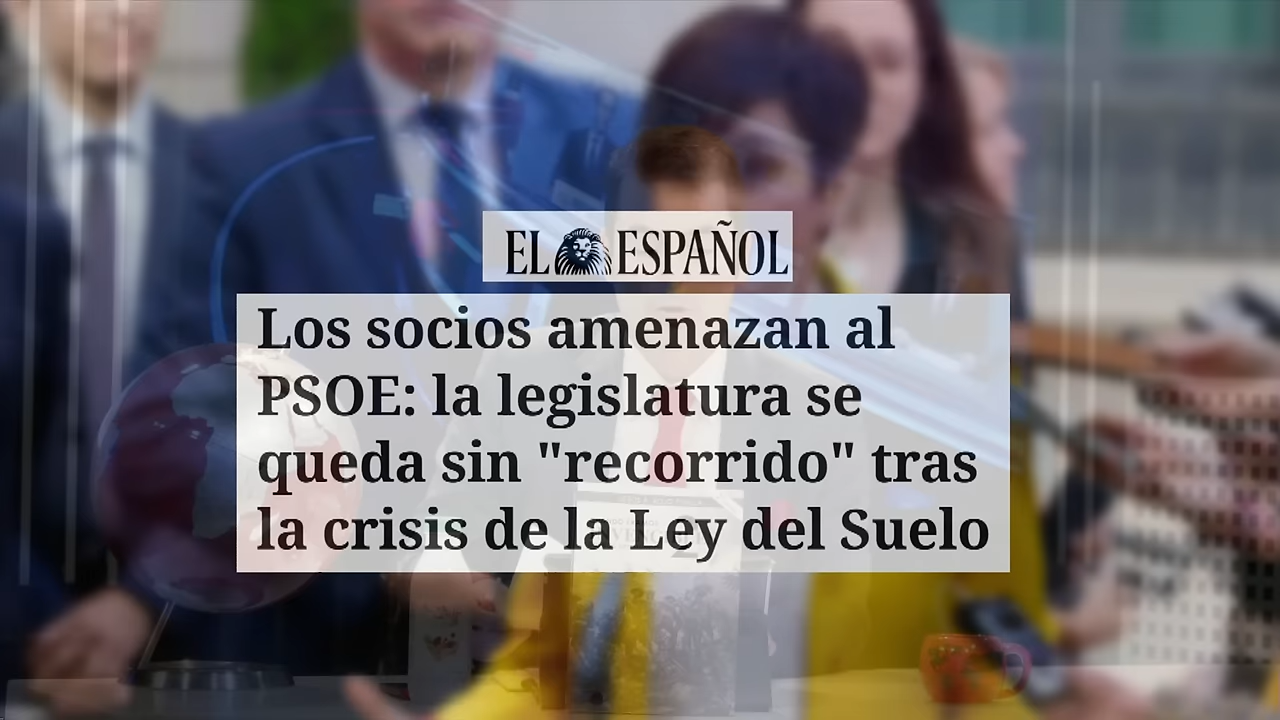 EL ESPAÑOL
Los socios amenazan al
PSOE: la legislatura se
queda sin "recorrido" tras
la crisis de la Ley del Suelo